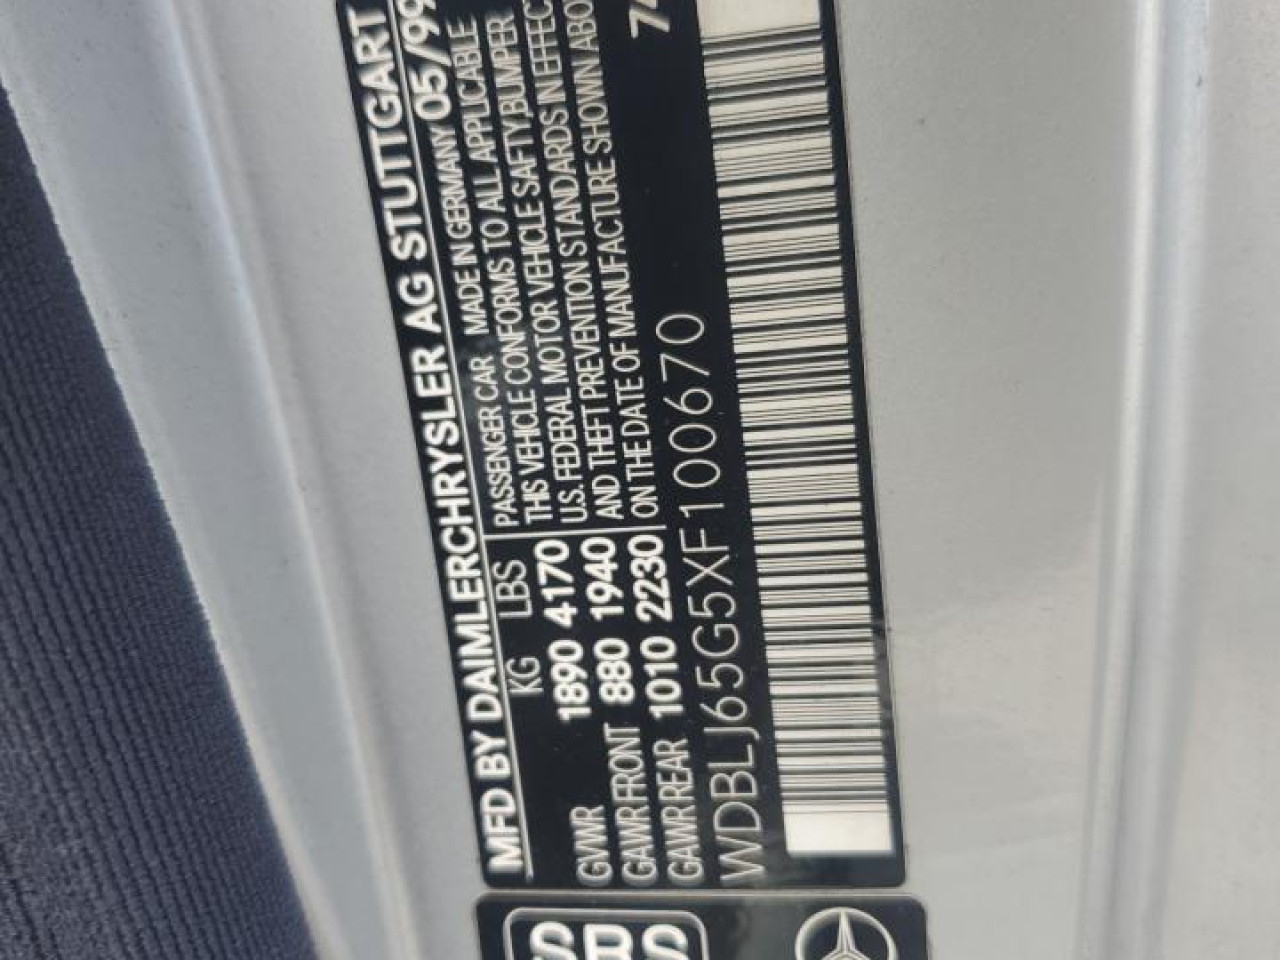 MFD BY DAIMLERCHRYSLER AG STUTTGART
KG LBS PASSENGER CAR MADE IN GERMANY 05/99
GVWR 1890 4170 THIS VEHICLE CONFORMS TO ALL APPLICABLE
GAWR FRONT 880 1940 U.S. FEDERAL MOTOR VEHICLE SAFTY, BUMPER
GAWR REAR 1010 2230 AND THEFT PREVENTION STANDARDS IN EFFECT
ON THE DATE OF MANUFACTURE SHOWN
WDBLJ65G5XF100670
SRS